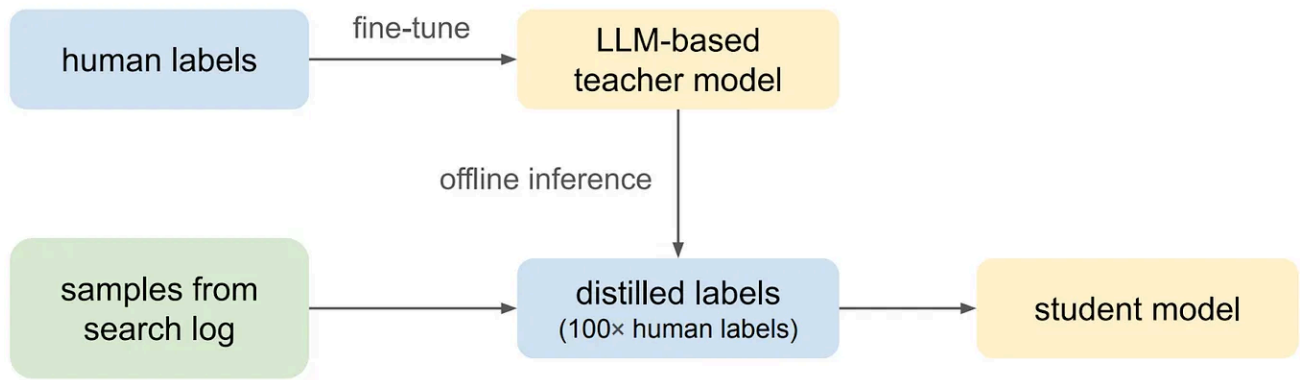 human labels
fine-tune
LLM-based
teacher model
offline inference
samples from
search log
distilled labels
(100× human labels)
student model